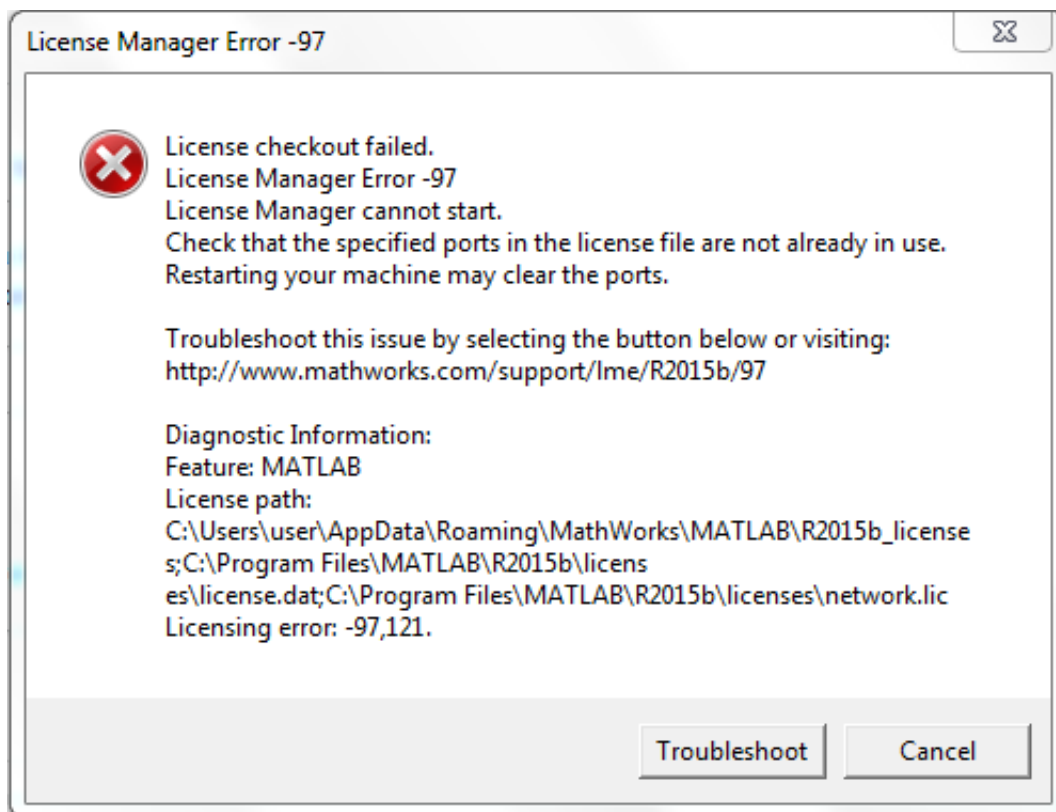 License Manager Error -97
License checkout failed.
License Manager Error -97
License Manager cannot start.
Check that the specified ports in the license file are not already in use.
Restarting your machine may clear the ports.
Troubleshoot this issue by selecting the button below or visiting:
http://www.mathworks.com/support/lme/R2015b/97
Diagnostic Information:
Feature: MATLAB
License path:
C:\Users\user\AppData\Roaming\MathWorks\MATLAB\R2015b_license
s;C:\Program Files\MATLAB\R2015b\licens
es\license.dat;C:\Program Files\MATLAB\R2015b\licenses\network.lic
Licensing error: -97,121.
Troubleshoot
Cancel